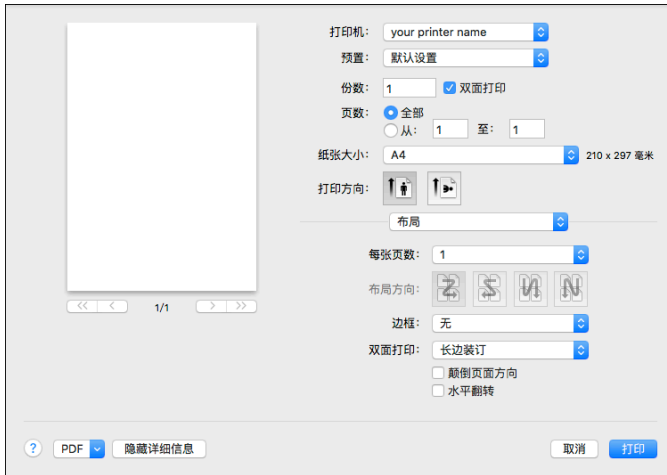 打印机： your printer name
预置： 默认设置
份数： 1 双面打印
页数： 全部
从： 1 至： 1
纸张大小： A4 210 x 297 毫米
打印方向：
布局
每张页数： 1
布局方向：
边框： 无
双面打印： 长边装订
颠倒页面方向
水平翻转
<< < 1/1 > >>
? PDF 隐藏详细信息 取消 打印